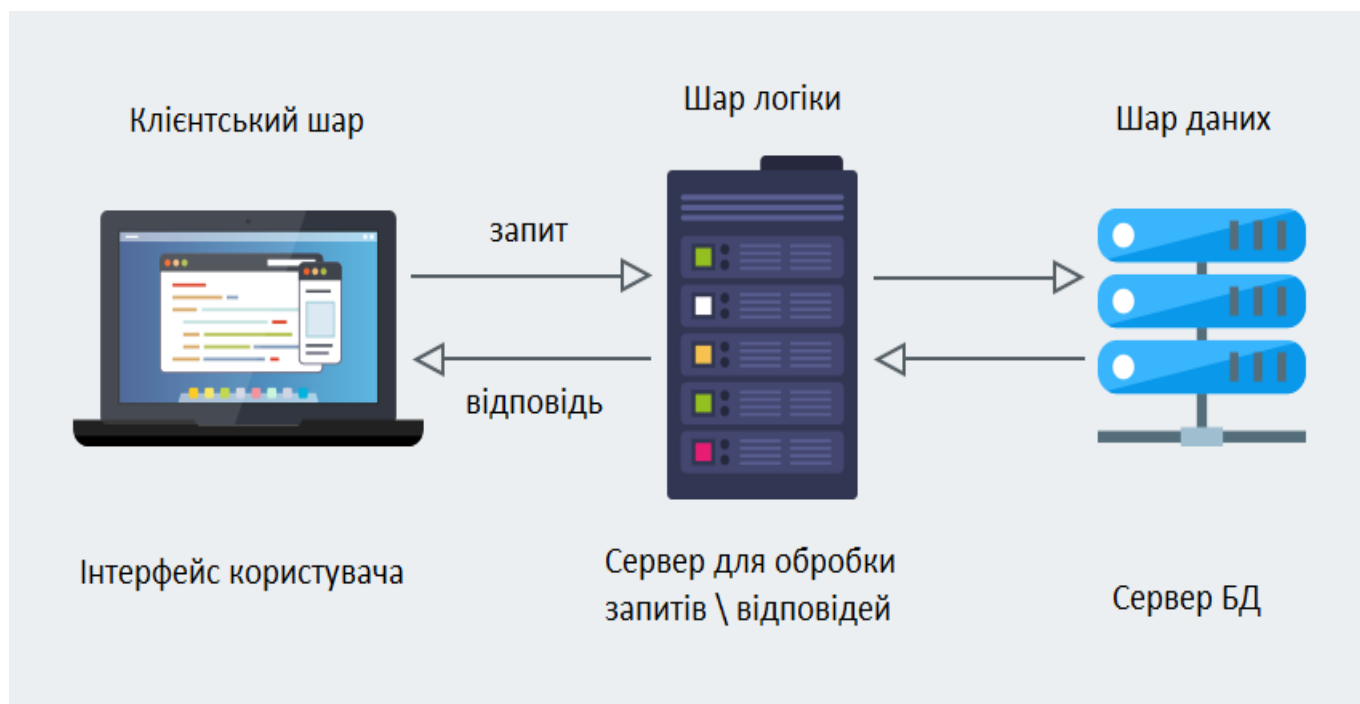 Клієнтський шар
Шар логіки
Шар даних
запит
відповідь
Інтерфейс користувача
Сервер для обробки
запитів \ відповідей
Сервер БД